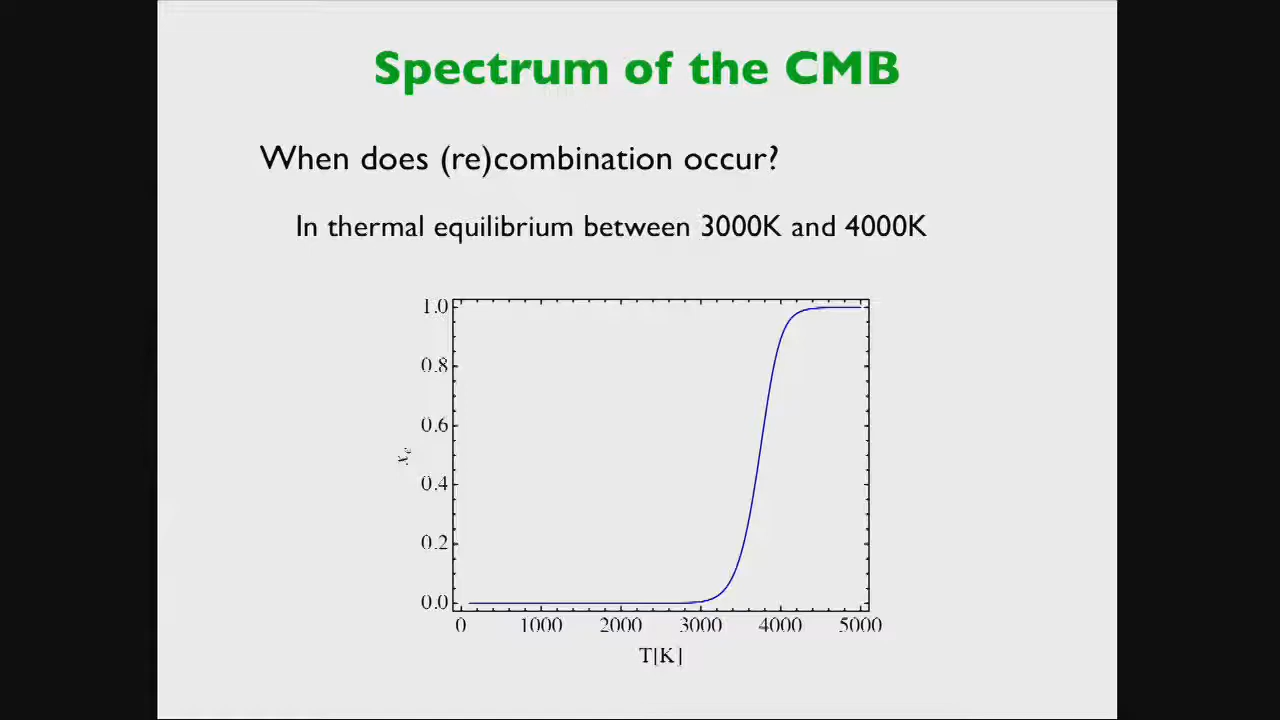 Spectrum of the CMB
When does (re)combination occur?
In thermal equilibrium between 3000K and 4000K
1.0
0.8
0.6
x_e
0.4
0.2
0.0
0 1000 2000 3000 4000 5000
T[K]